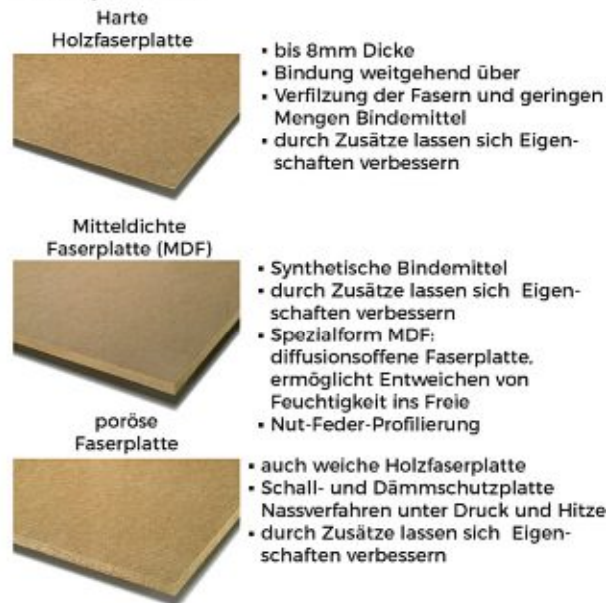 Harte
Holzfaserplatte
▪ bis 8mm Dicke
▪ Bindung weitgehend über
▪ Verfilzung der Fasern und geringen
Mengen Bindemittel
▪ durch Zusätze lassen sich Eigen-
schaften verbessern
Mitteldichte
Faserplatte (MDF)
▪ Synthetische Bindemittel
▪ durch Zusätze lassen sich Eigen-
schaften verbessern
▪ Spezialform MDF:
diffusionsoffene Faserplatte,
ermöglicht Entweichen von
Feuchtigkeit ins Freie
▪ Nut-Feder-Profilierung
poröse
Faserplatte
▪ auch weiche Holzfaserplatte
▪ Schall- und Dämmschutzplatte
Nassverfahren unter Druck und Hitze
▪ durch Zusätze lassen sich Eigen-
schaften verbessern